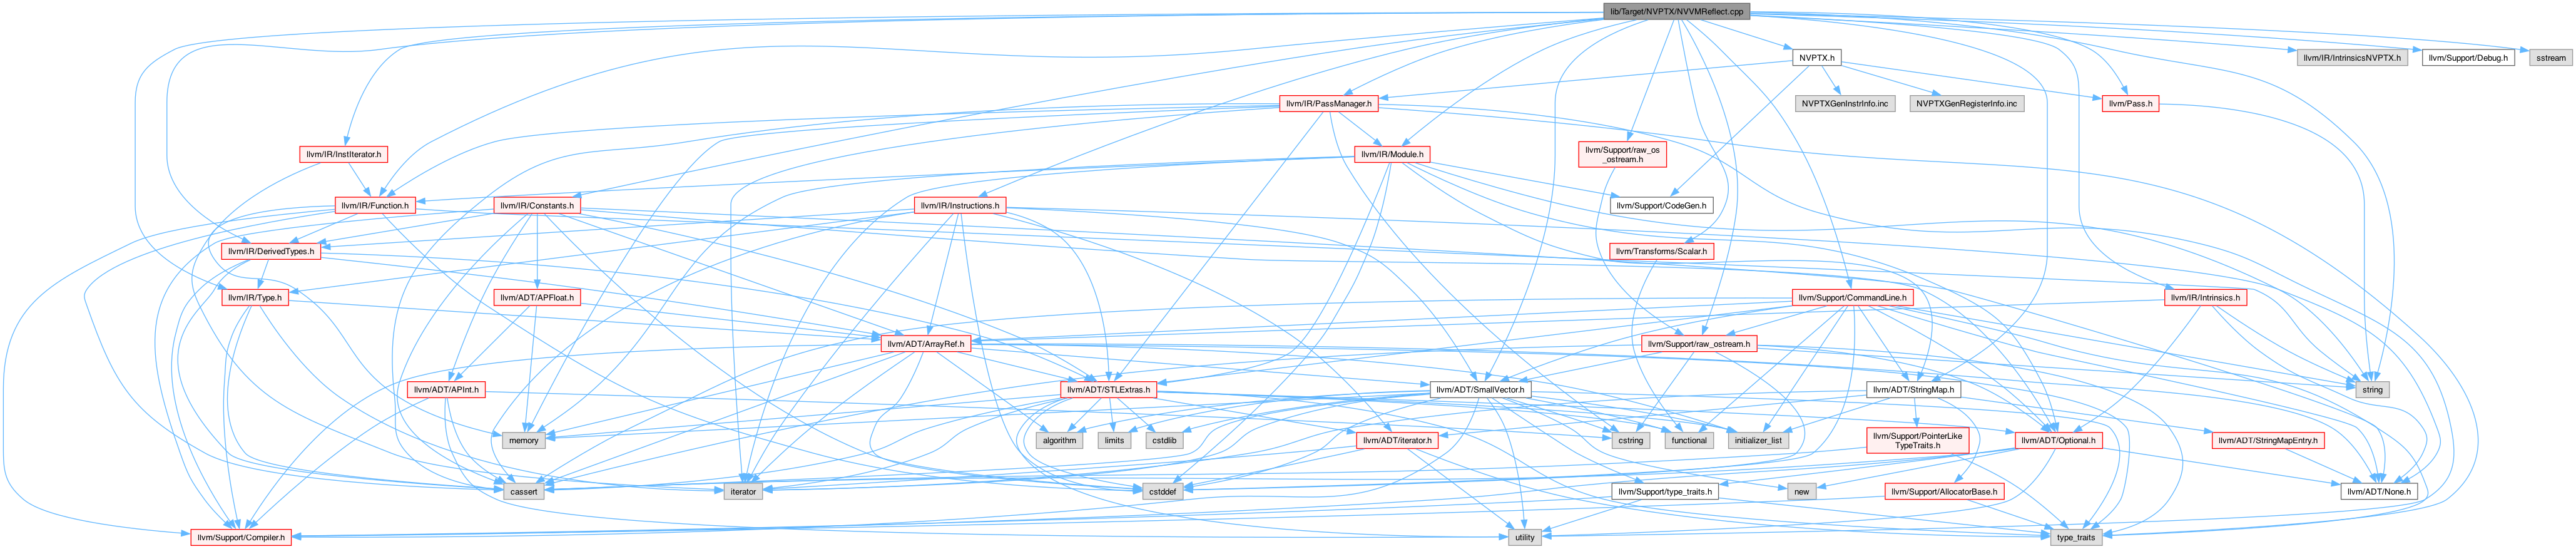 lib/Target/NVPTX/NVVMReflect.cpp
NVPTX.h
llvm/IR/IntrinsicsNVPTX.h
llvm/Support/Debug.h
sstream
llvm/IR/PassManager.h
NVPTXGenInstrInfo.inc
NVPTXGenRegisterInfo.inc
llvm/Pass.h
llvm/IR/InstIterator.h
llvm/IR/Module.h
llvm/Support/raw_os
_ostream.h
llvm/IR/Function.h
llvm/IR/Constants.h
llvm/IR/Instructions.h
llvm/Support/CodeGen.h
llvm/IR/DerivedTypes.h
llvm/Transforms/Scalar.h
llvm/IR/Type.h
llvm/ADT/APFloat.h
llvm/Support/CommandLine.h
llvm/IR/Intrinsics.h
llvm/ADT/ArrayRef.h
llvm/Support/raw_ostream.h
llvm/ADT/APInt.h
llvm/ADT/STLExtras.h
llvm/ADT/SmallVector.h
llvm/ADT/StringMap.h
string
memory
algorithm
limits
cstdlib
llvm/ADT/iterator.h
cstring
functional
initializer_list
llvm/Support/PointerLike
TypeTraits.h
llvm/ADT/Optional.h
llvm/ADT/StringMapEntry.h
cassert
iterator
cstddef
llvm/Support/type_traits.h
new
llvm/Support/AllocatorBase.h
llvm/ADT/None.h
llvm/Support/Compiler.h
utility
type_traits